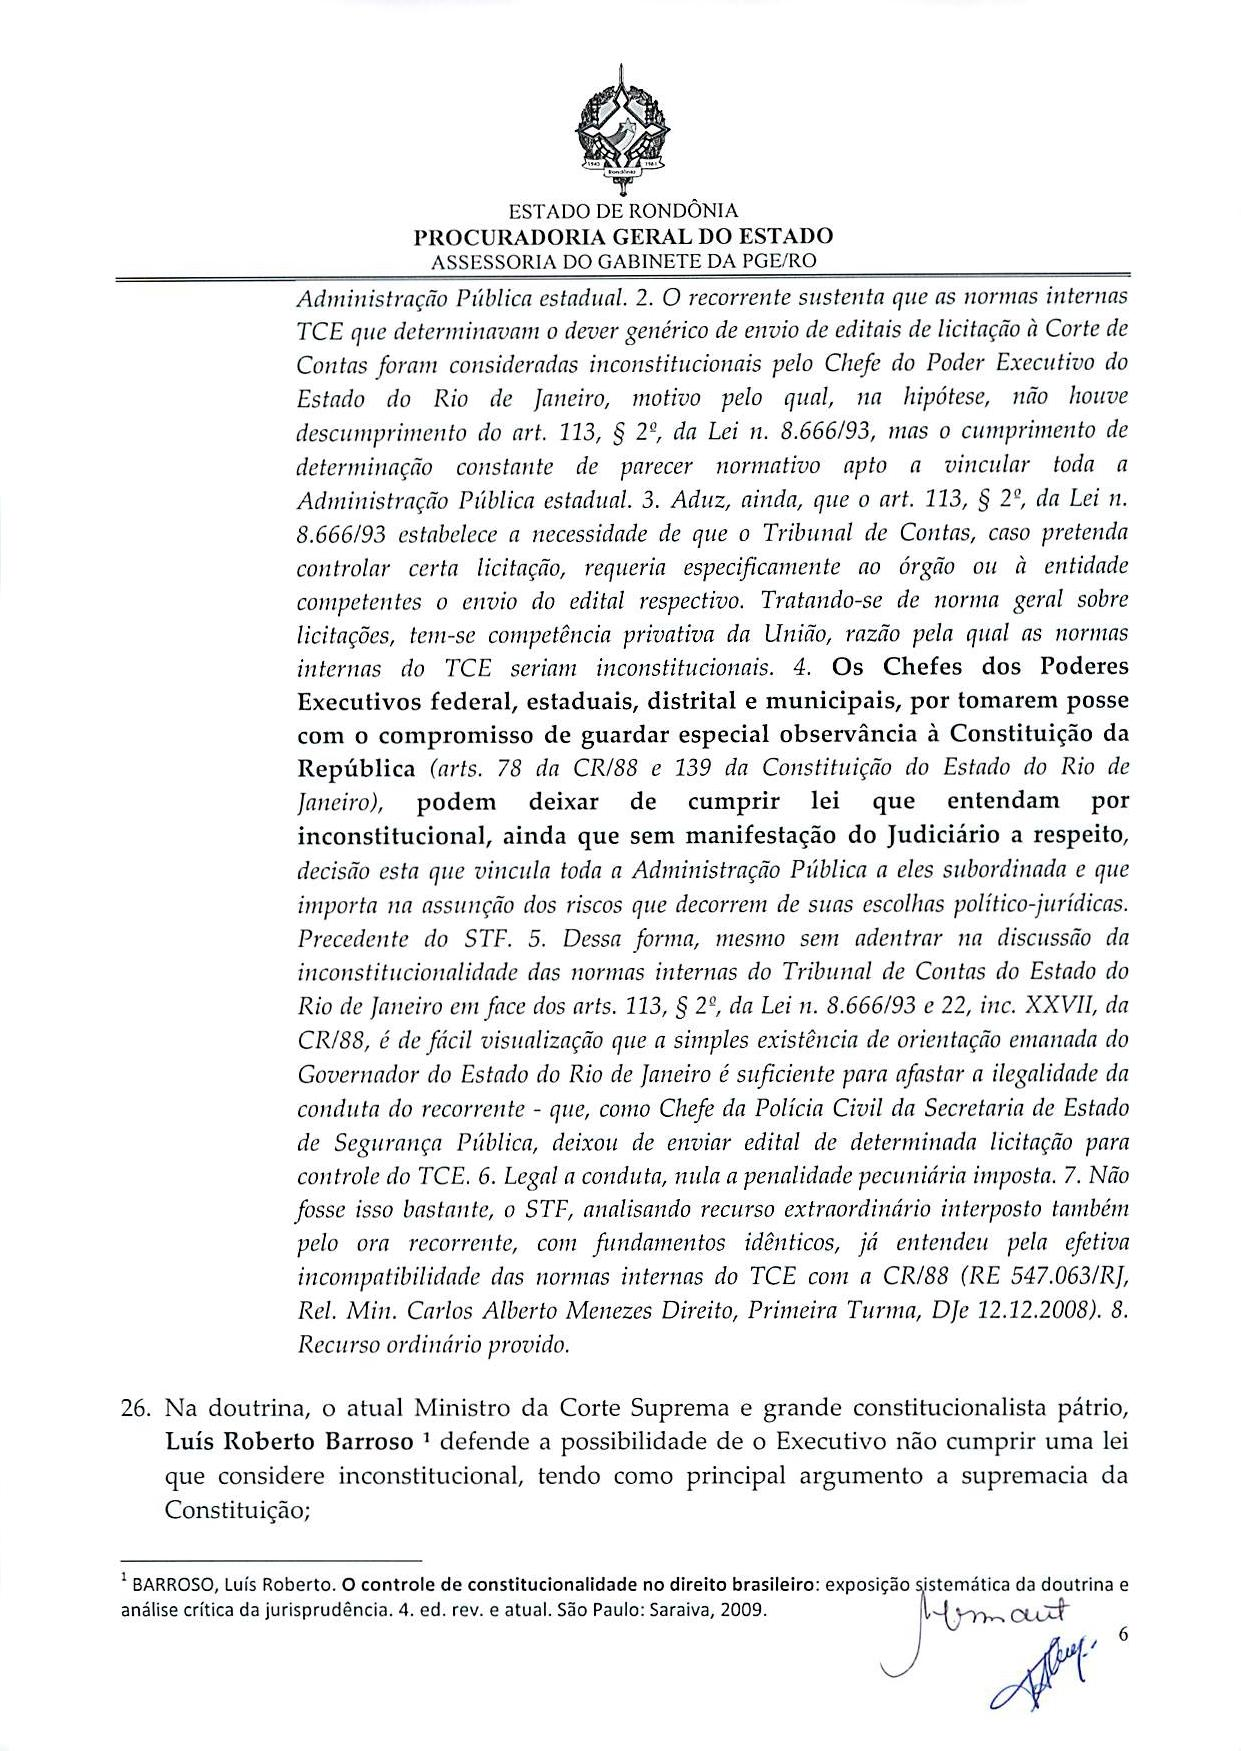 1943 1981
Rondônia
ESTADO DE RONDÔNIA
PROCURADORIA GERAL DO ESTADO
ASSESSORIA DO GABINETE DA PGE/RO
Administração Pública estadual. 2. O recorrente sustenta que as normas internas
TCE que determinavam o dever genérico de envio de editais de licitação à Corte de
Contas foram consideradas inconstitucionais pelo Chefe do Poder Executivo do
Estado do Rio de Janeiro, motivo pelo qual, na hipótese, não houve
descumprimento do art. 113, § 2º, da Lei n. 8.666/93, mas o cumprimento de
determinação constante de parecer normativo apto a vincular toda a
Administração Pública estadual. 3. Aduz, ainda, que o art. 113, § 2º, da Lei n.
8.666/93 estabelece a necessidade de que o Tribunal de Contas, caso pretenda
controlar certa licitação, requeria especificamente ao órgão ou à entidade
competentes o envio do edital respectivo. Tratando-se de norma geral sobre
licitações, tem-se competência privativa da União, razão pela qual as normas
internas do TCE seriam inconstitucionais. 4. Os Chefes dos Poderes
Executivos federal, estaduais, distrital e municipais, por tomarem posse
com o compromisso de guardar especial observância à Constituição da
República (arts. 78 da CR/88 e 139 da Constituição do Estado do Rio de
Janeiro), podem deixar de cumprir lei que entendam por
inconstitucional, ainda que sem manifestação do Judiciário a respeito,
decisão esta que vincula toda a Administração Pública a eles subordinada e que
importa na assunção dos riscos que decorrem de suas escolhas político-jurídicas.
Precedente do STF. 5. Dessa forma, mesmo sem adentrar na discussão da
inconstitucionalidade das normas internas do Tribunal de Contas do Estado do
Rio de Janeiro em face dos arts. 113, § 2º, da Lei n. 8.666/93 e 22, inc. XXVII, da
CR/88, é de fácil visualização que a simples existência de orientação emanada do
Governador do Estado do Rio de Janeiro é suficiente para afastar a ilegalidade da
conduta do recorrente - que, como Chefe da Polícia Civil da Secretaria de Estado
de Segurança Pública, deixou de enviar edital de determinada licitação para
controle do TCE. 6. Legal a conduta, nula a penalidade pecuniária imposta. 7. Não
fosse isso bastante, o STF, analisando recurso extraordinário interposto também
pelo ora recorrente, com fundamentos idênticos, já entendeu pela efetiva
incompatibilidade das normas internas do TCE com a CR/88 (RE 547.063/RJ,
Rel. Min. Carlos Alberto Menezes Direito, Primeira Turma, DJe 12.12.2008). 8.
Recurso ordinário provido.
26. Na doutrina, o atual Ministro da Corte Suprema e grande constitucionalista pátrio,
Luís Roberto Barroso ¹ defende a possibilidade de o Executivo não cumprir uma lei
que considere inconstitucional, tendo como principal argumento a supremacia da
Constituição;
¹ BARROSO, Luís Roberto. O controle de constitucionalidade no direito brasileiro: exposição sistemática da doutrina e
análise crítica da jurisprudência. 4. ed. rev. e atual. São Paulo: Saraiva, 2009.
6